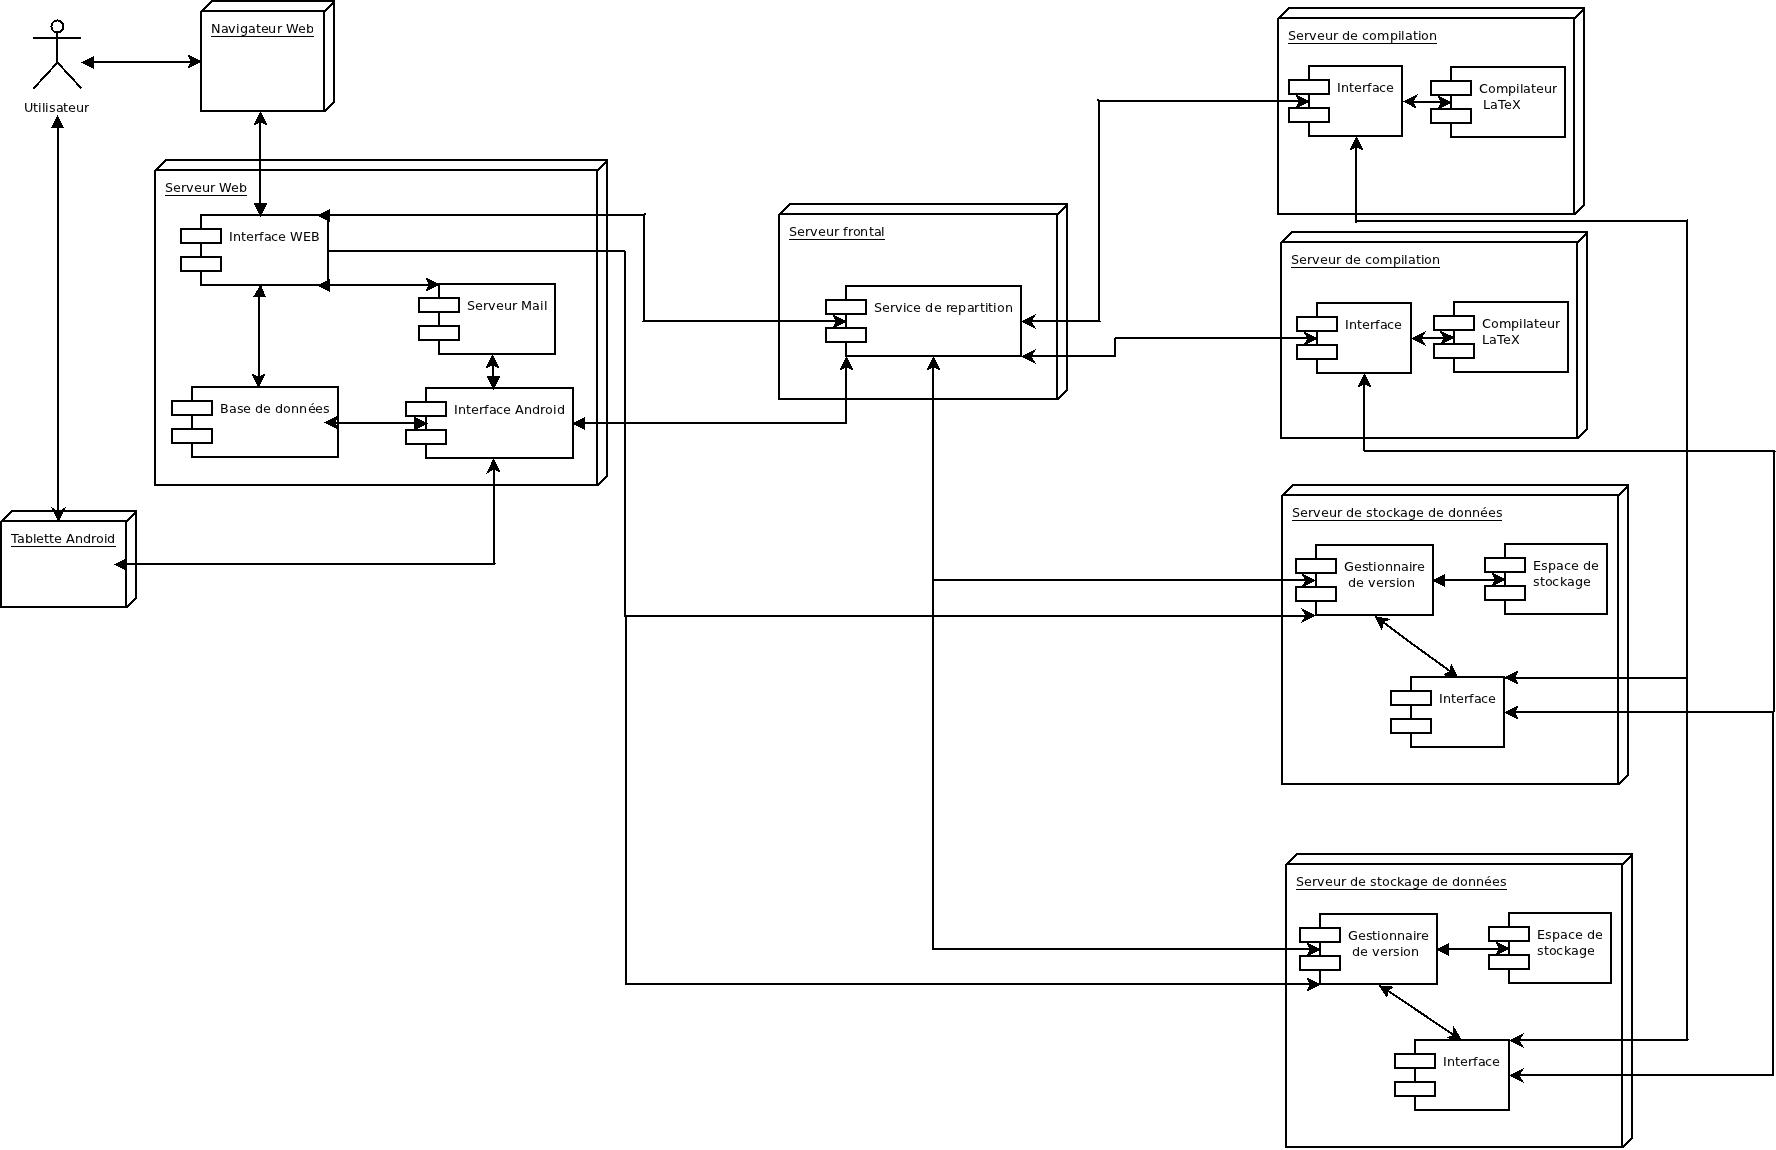 Navigateur Web
Utilisateur
Serveur Web
Interface WEB
Serveur Mail
Base de données
Interface Android
Tablette Android
Serveur frontal
Service de repartition
Serveur de compilation
Interface
Compilateur
LaTeX
Serveur de compilation
Interface
Compilateur
LaTeX
Serveur de stockage de données
Gestionnaire
de version
Espace de
stockage
Interface
Serveur de stockage de données
Gestionnaire
de version
Espace de
stockage
Interface